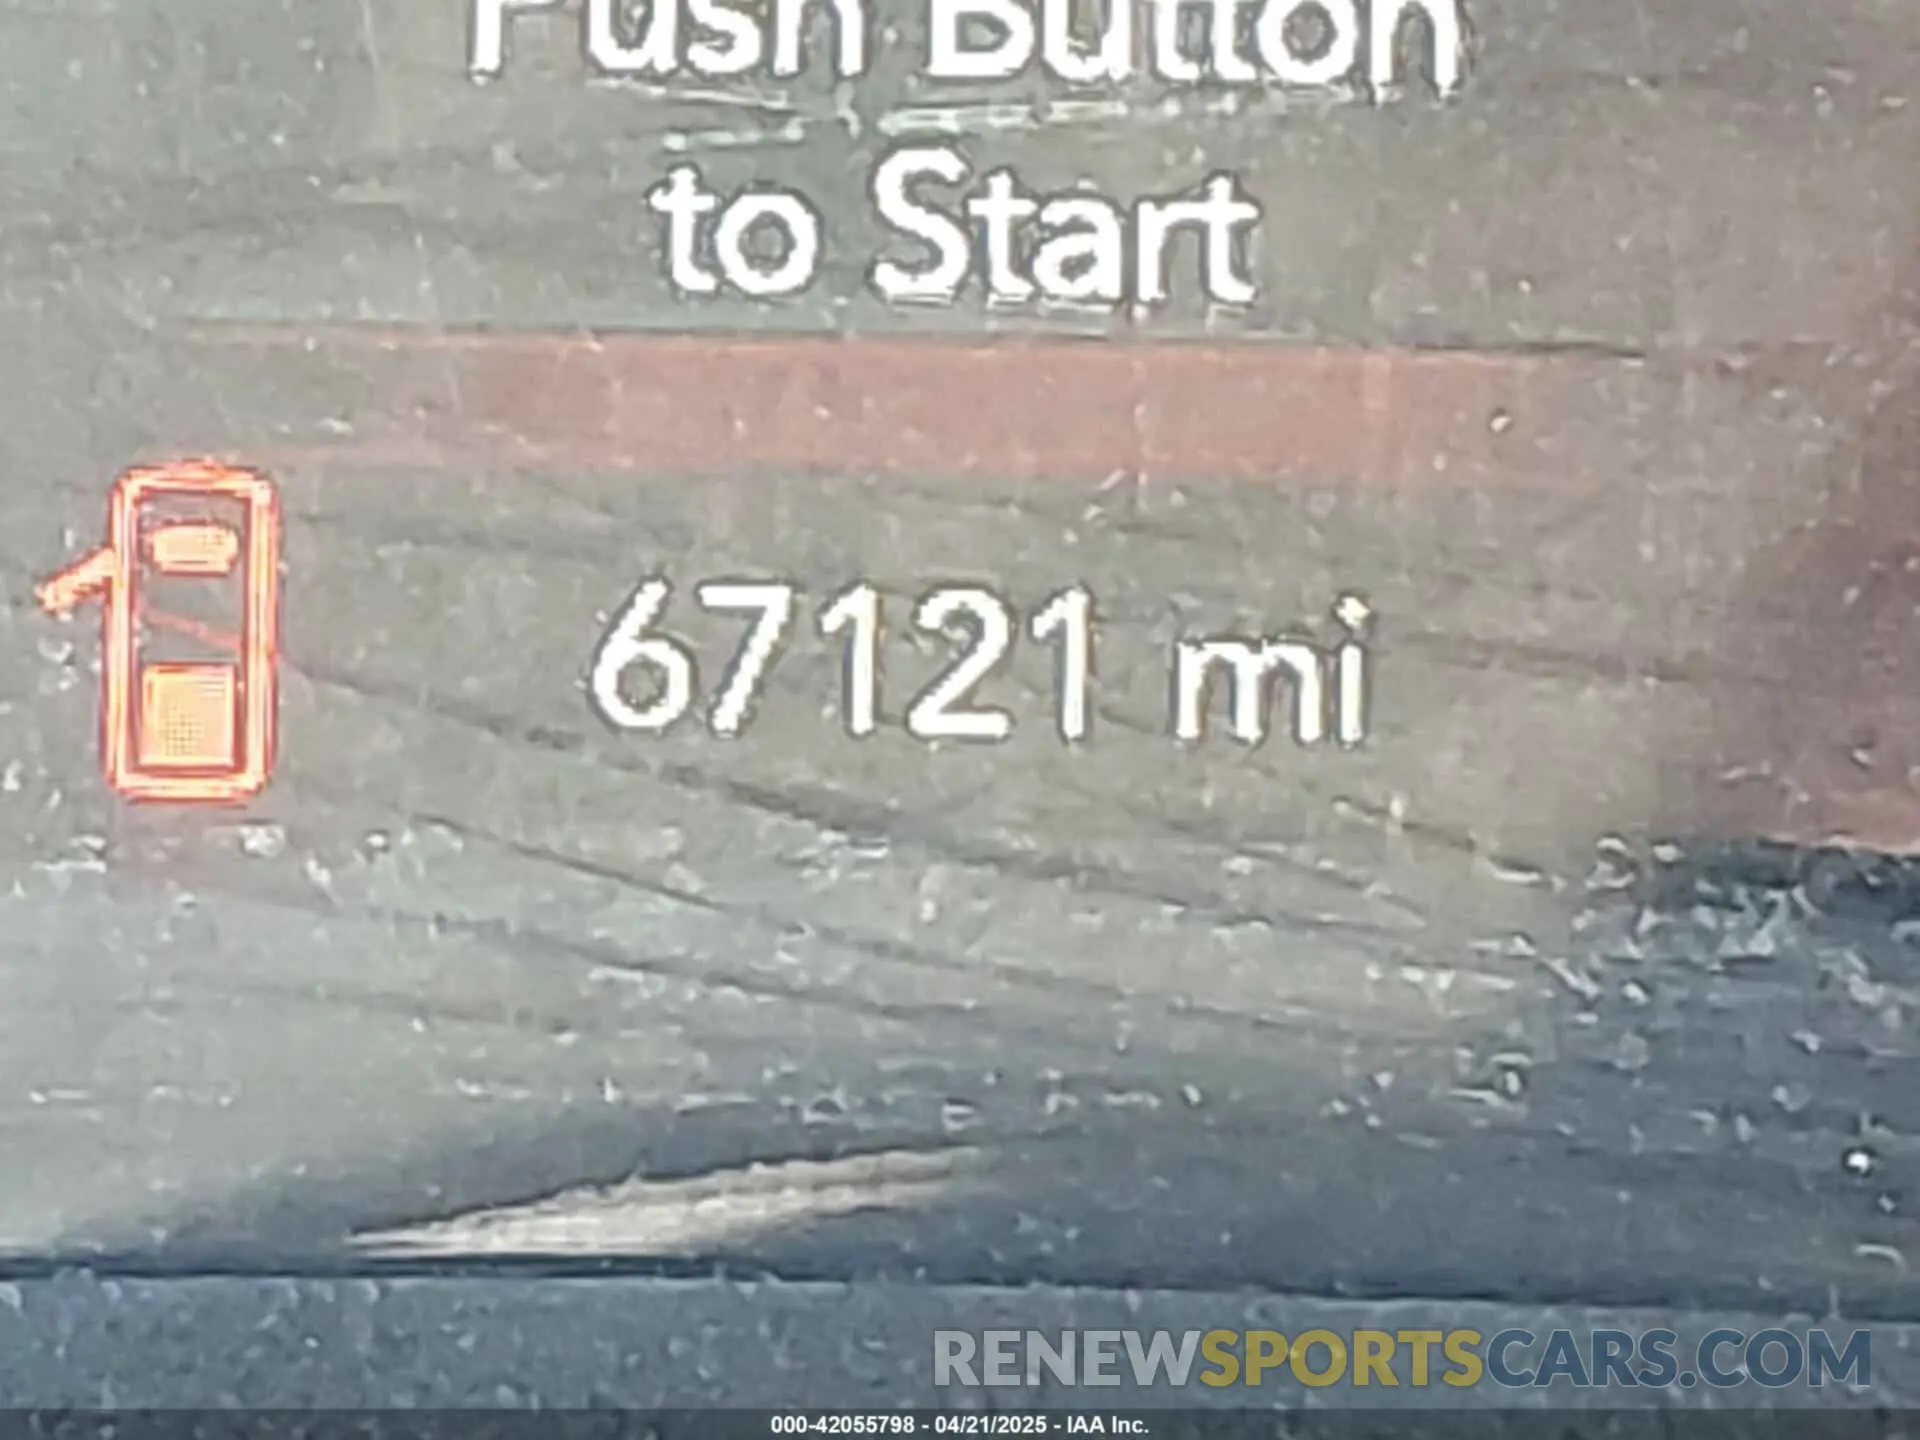 Push Button
to Start
67121 mi
RENEWSPORTSCARS.COM
000-42055798 - 04/21/2025 - IAA Inc.